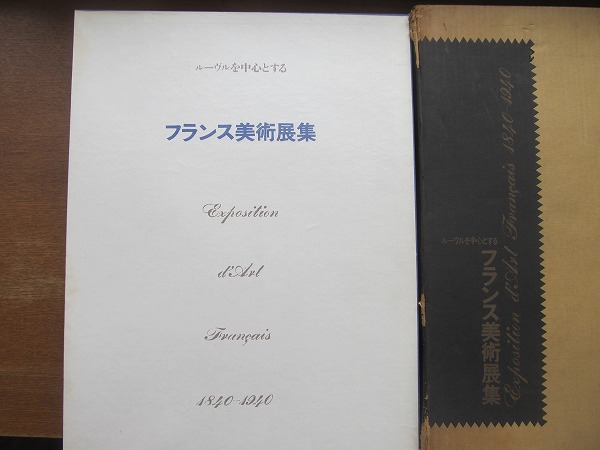 ルーヴルを中心とする
フランス美術展集
Exposition
d'Art
Français
1840-1940
ルーヴルを中心とする
フランス美術展集
Exposition d'Art Français 1840-1940